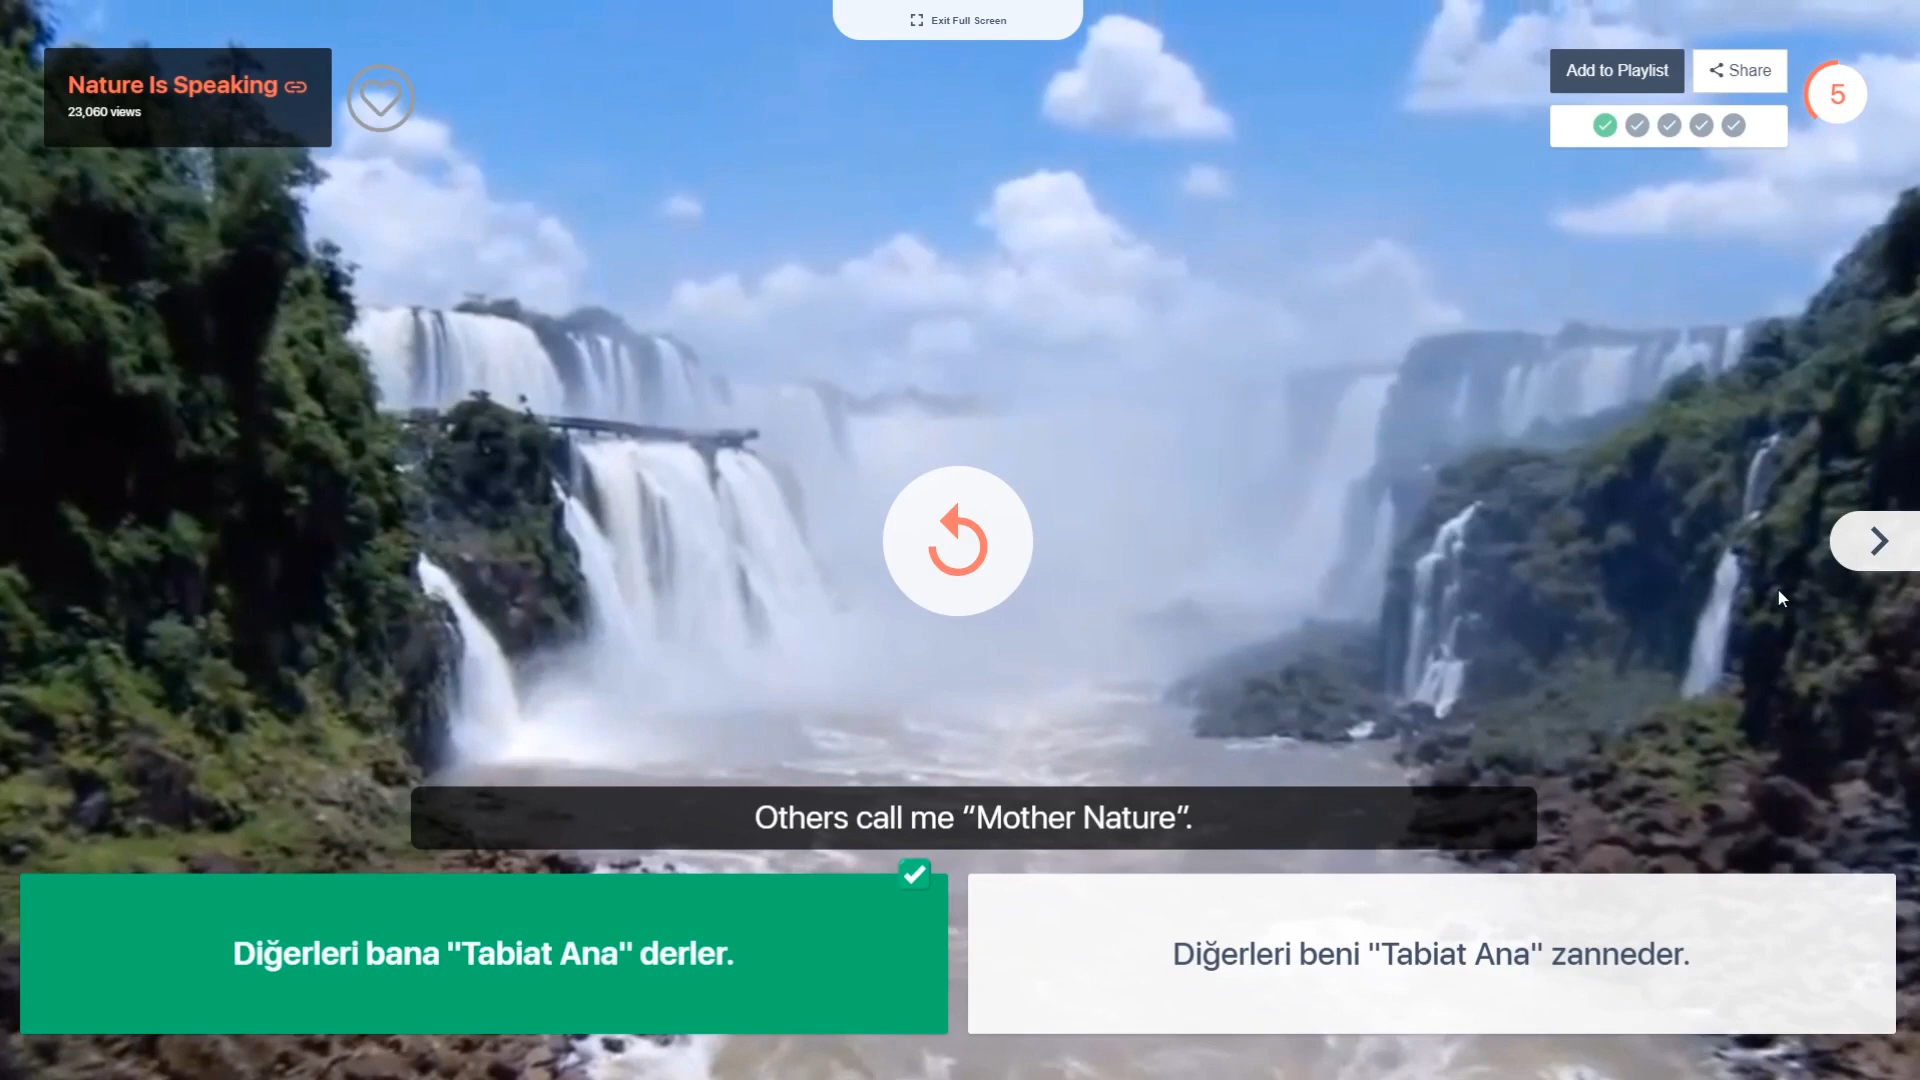 Exit Full Screen
Nature Is Speaking
23,060 views
Add to Playlist
Share
5
Others call me “Mother Nature”.
Diğerleri bana "Tabiat Ana" derler.
Diğerleri beni "Tabiat Ana" zanneder.